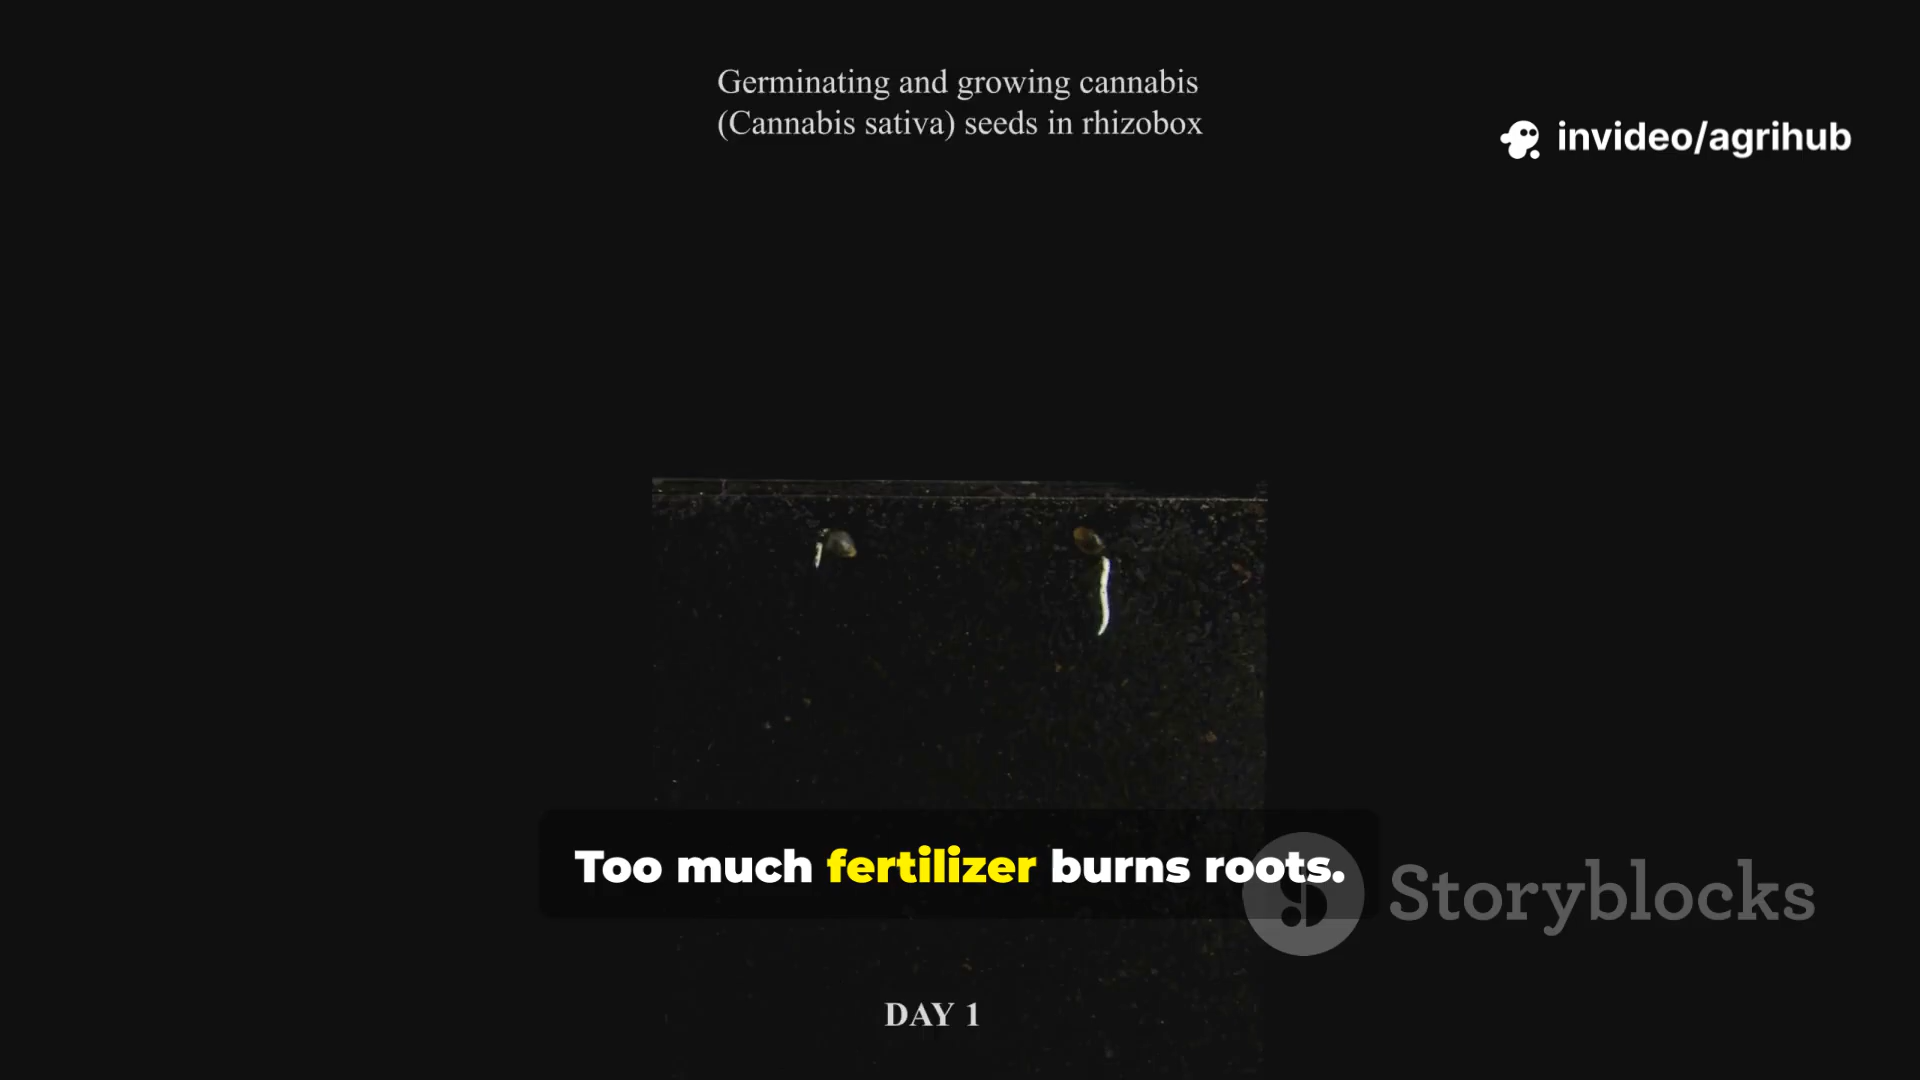 Germinating and growing cannabis
(Cannabis sativa) seeds in rhizobox
invideo/agrihub
Too much fertilizer burns roots.
Storyblocks
DAY 1